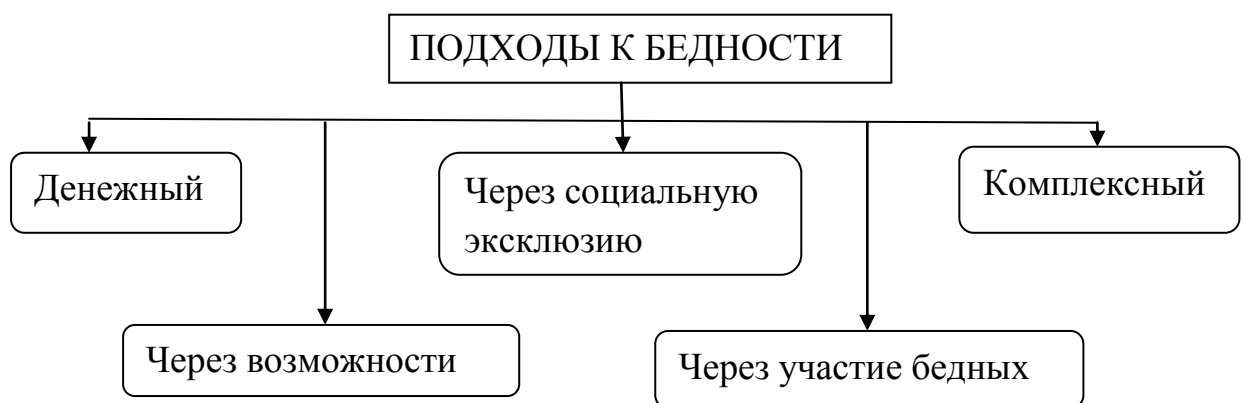 ПОДХОДЫ К БЕДНОСТИ
Денежный
Через социальную
эксклюзию
Комплексный
Через возможности
Через участие бедных